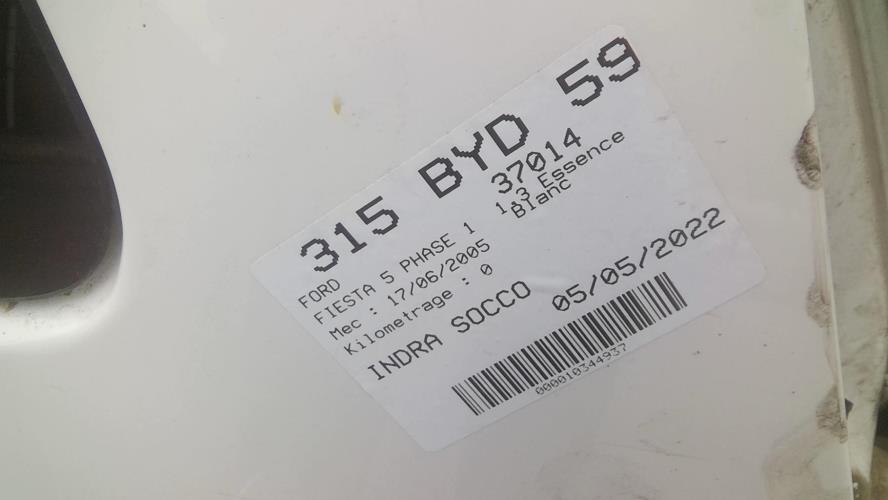 315 BYD 59
37014
FORD
FIESTA 5 PHASE 1 1,3 Essence
Mec : 17/06/2005 Blanc
Kilometrage : 0
INDRA SOCCO 05/05/2022
000010344937